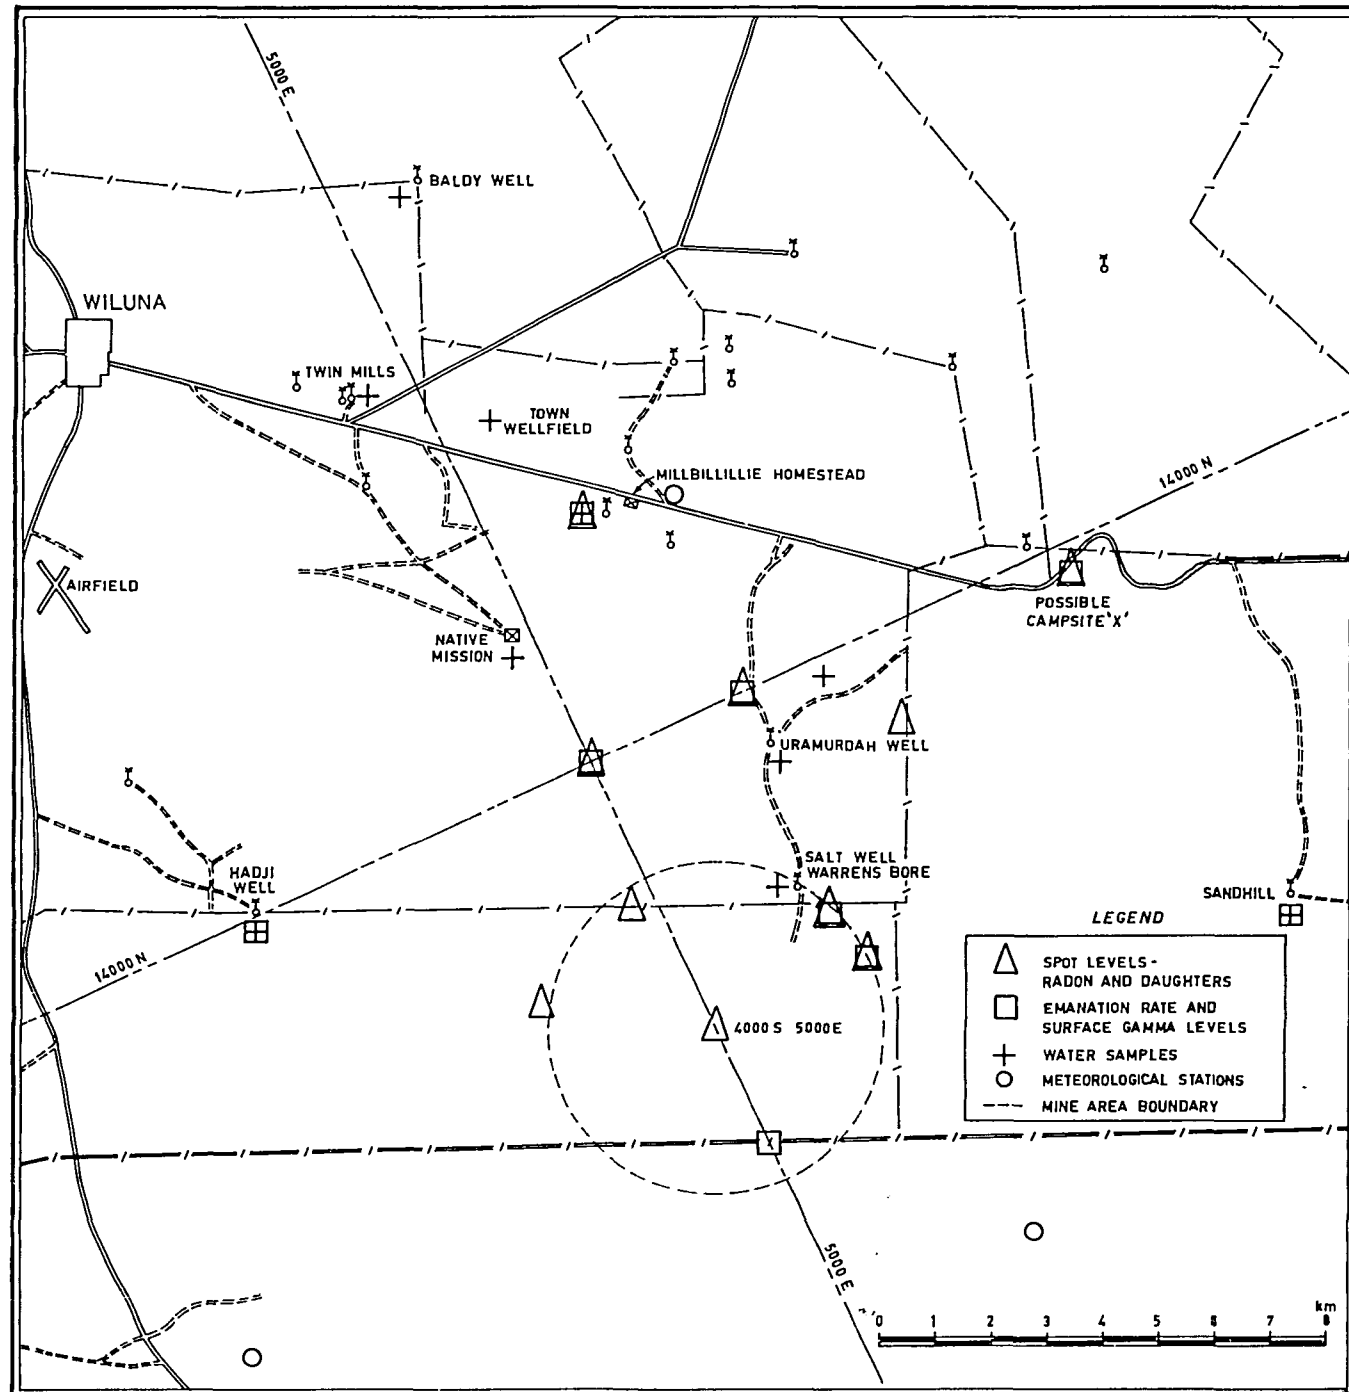 5000 E
BALDY WELL
WILUNA
TWIN MILLS
TOWN
WELLFIELD
MILLBILLILLIE HOMESTEAD
14000 N
AIRFIELD
POSSIBLE
CAMPSITE 'X'
NATIVE
MISSION
URAMURDAH WELL
HADJI
WELL
SALT WELL
WARRENS BORE
SANDHILL
14000 N
4000 S 5000 E
LEGEND
SPOT LEVELS -
RADON AND DAUGHTERS
EMANATION RATE AND
SURFACE GAMMA LEVELS
WATER SAMPLES
METEOROLOGICAL STATIONS
MINE AREA BOUNDARY
5000 E
km
0 1 2 3 4 5 6 7 8